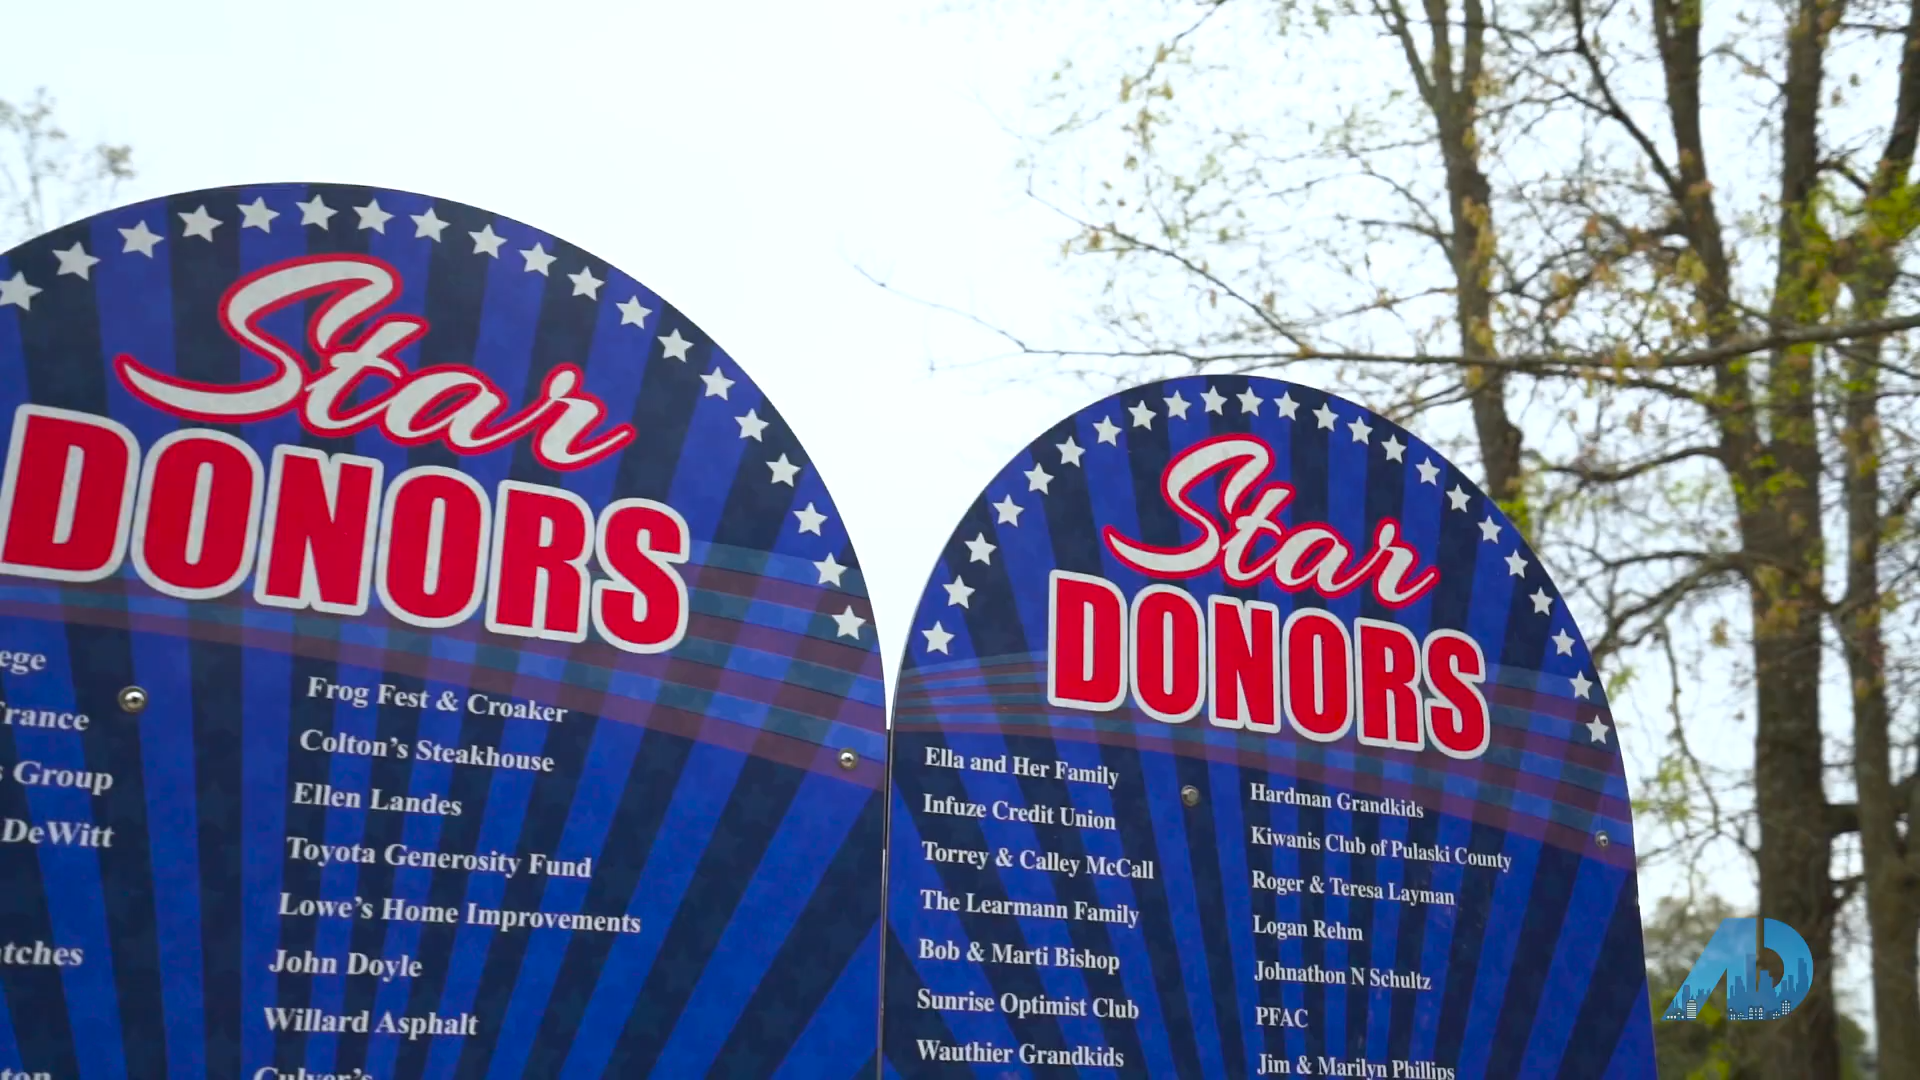 Star
DONORS
Frog Fest & Croaker
Colton's Steakhouse
Group
Ellen Landes
DeWitt
Toyota Generosity Fund
Lowe's Home Improvements
John Doyle
Willard Asphalt
Culver's
Star
DONORS
Ella and Her Family
Infuze Credit Union
Torrey & Calley McCall
The Learmann Family
Bob & Marti Bishop
Sunrise Optimist Club
Wauthier Grandkids
Hardman Grandkids
Kiwanis Club of Pulaski County
Roger & Teresa Layman
Logan Rehm
Johnathon N Schultz
PFAC
Jim & Marilyn Phillips
AD